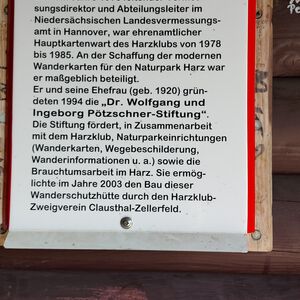 sungsdirektor und Abteilungsleiter im
Niedersächsischen Landesvermessungs-
amt in Hannover, war ehrenamtlicher
Hauptkartenwart des Harzklubs von 1978
bis 1985. An der Schaffung der modernen
Wanderkarten für den Naturpark Harz war
er maßgeblich beteiligt.
Er und seine Ehefrau (geb. 1920) grün-
deten 1994 die „Dr. Wolfgang und
Ingeborg Pötzschner-Stiftung“.
Die Stiftung fördert, in Zusammenarbeit
mit dem Harzklub, Naturparkeinrichtungen
(Wanderkarten, Wegebeschilderung,
Wanderinformationen u. a.) sowie die
Brauchtumsarbeit im Harz. Sie ermög-
lichte im Jahre 2003 den Bau dieser
Wanderschutzhütte durch den Harzklub-
Zweigverein Clausthal-Zellerfeld.